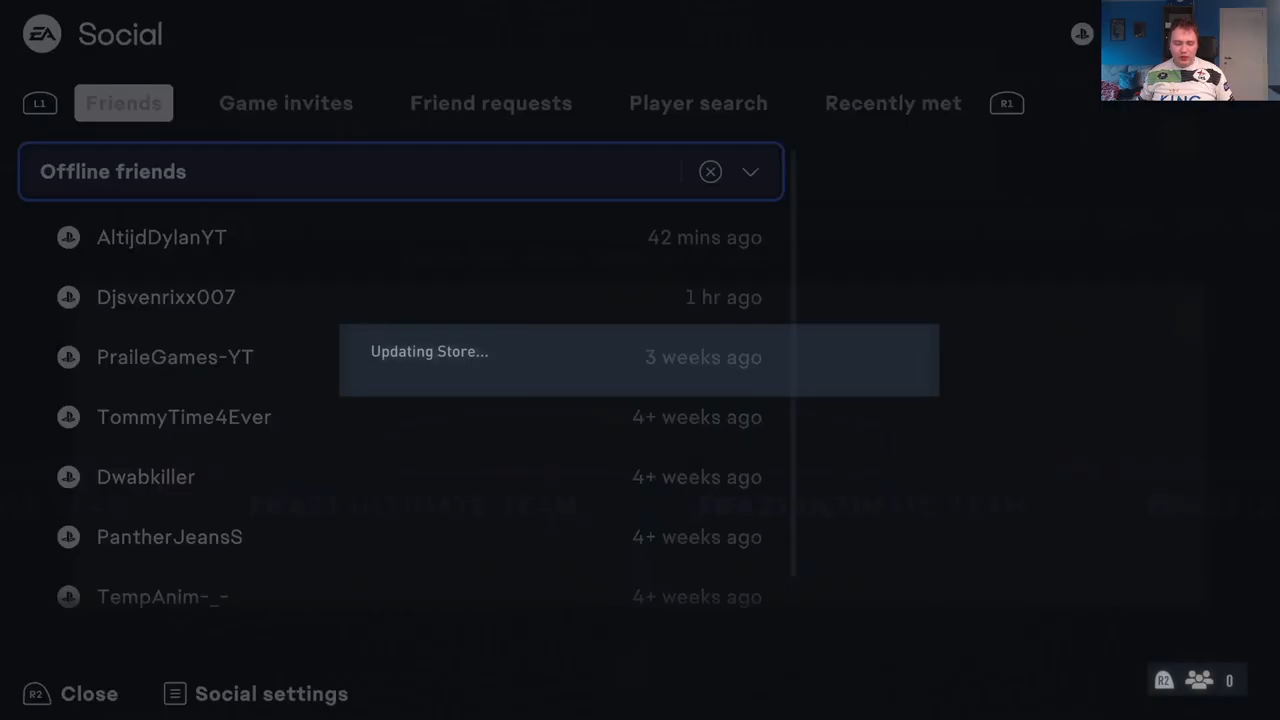 EA Social
L1 Friends Game invites Friend requests Player search Recently met R1
Offline friends
AltijdDylanYT 42 mins ago
Djsvenrixx007 1 hr ago
Updating Store...
PraileGames-YT 3 weeks ago
TommyTime4Ever 4+ weeks ago
Dwabkiller 4+ weeks ago
PantherJeansS 4+ weeks ago
TempAnim-_- 4+ weeks ago
R2 Close Social settings
R2 0
KING